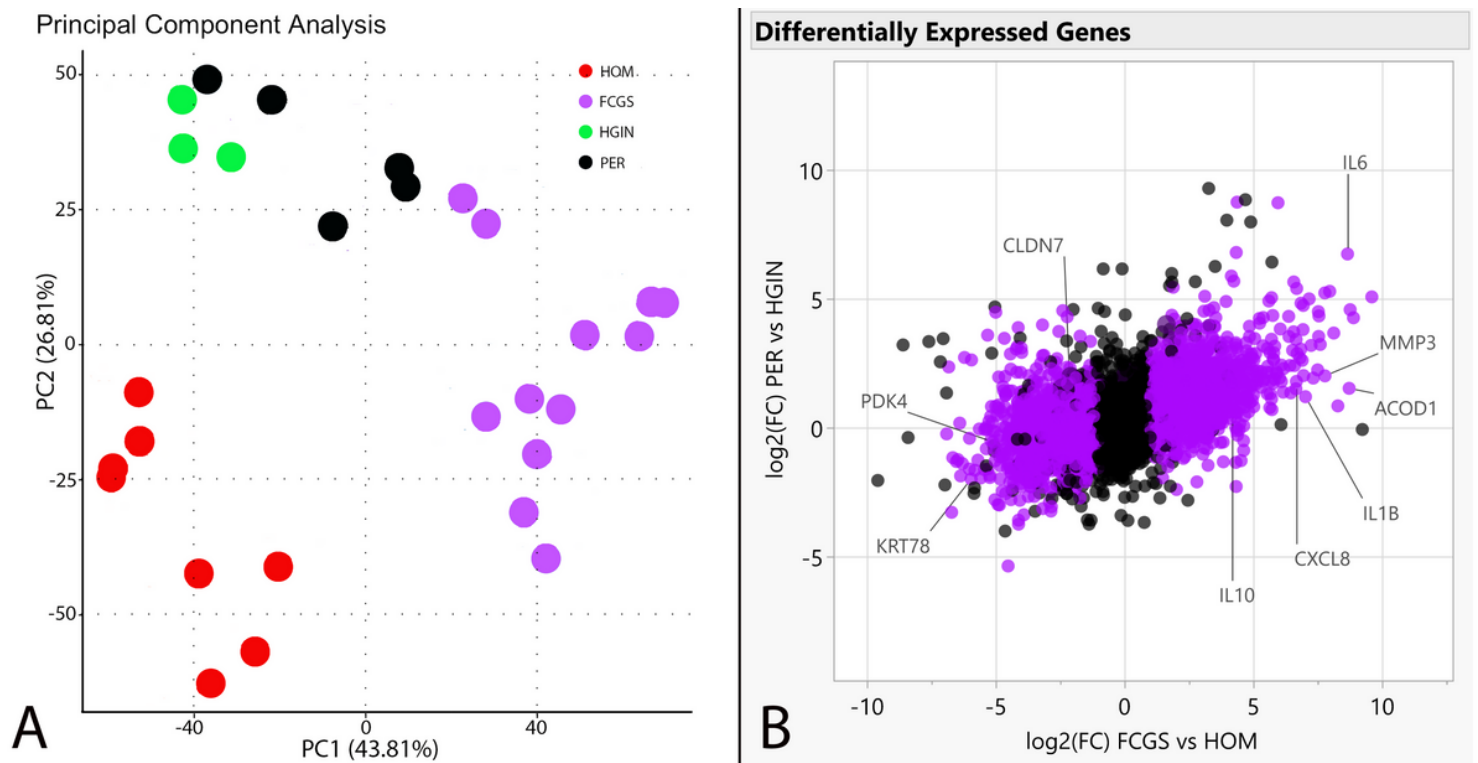 Principal Component Analysis
HOM
FCGS
HGIN
PER
50
25
0
-25
-50
PC2 (26.81%)
-40
0
40
PC1 (43.81%)
A
Differentially Expressed Genes
10
5
0
-5
log2(FC) PER vs HGIN
IL6
CLDN7
MMP3
PDK4
ACOD1
IL1B
KRT78
CXCL8
IL10
-10
-5
0
5
10
log2(FC) FCGS vs HOM
B